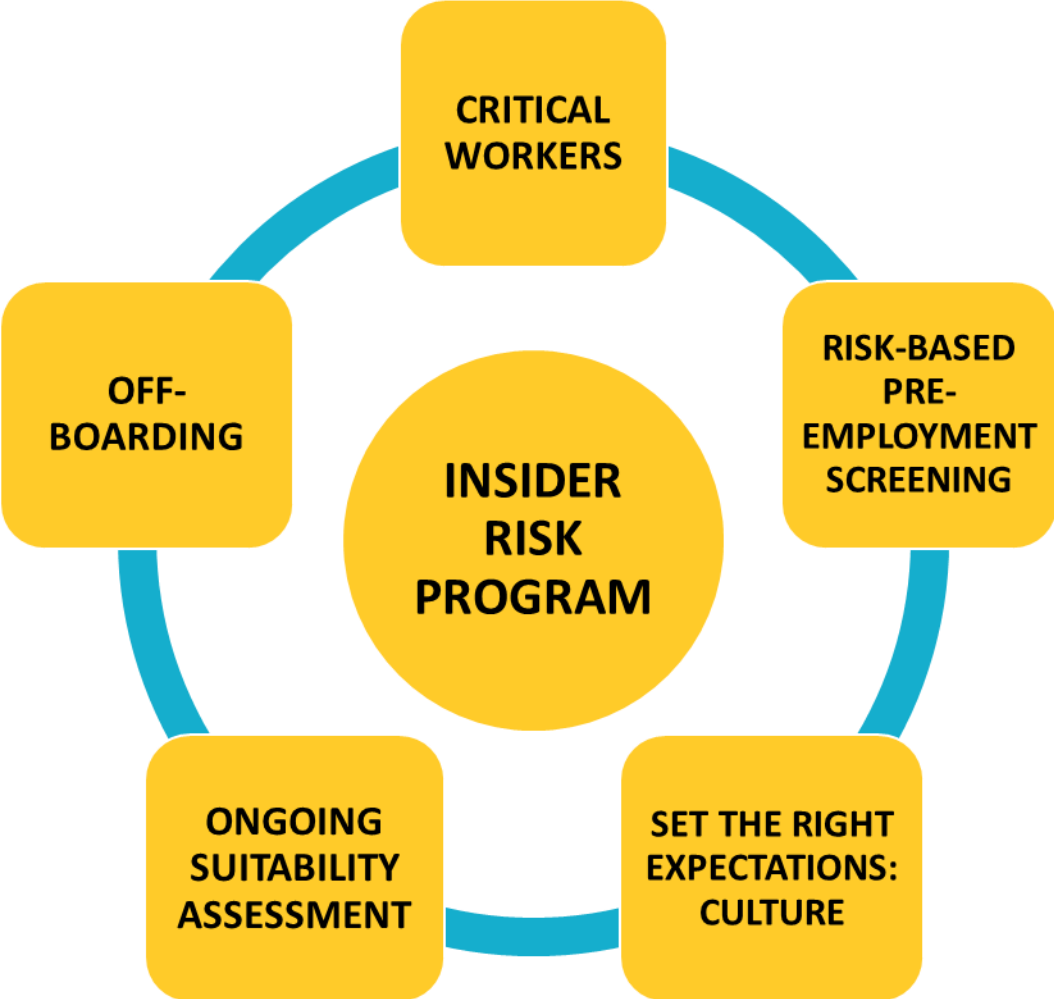 CRITICAL
WORKERS
RISK-BASED
PRE-
EMPLOYMENT
SCREENING
SET THE RIGHT
EXPECTATIONS:
CULTURE
ONGOING
SUITABILITY
ASSESSMENT
OFF-
BOARDING
INSIDER
RISK
PROGRAM